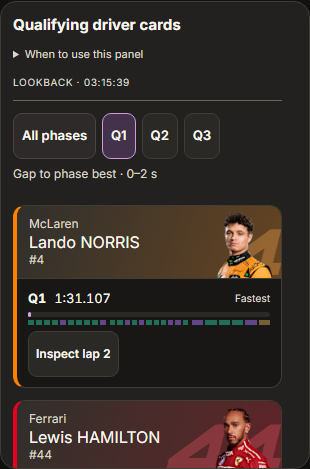 Qualifying driver cards
When to use this panel
LOOKBACK · 03:15:39
All phases Q1 Q2 Q3
Gap to phase best · 0–2 s
McLaren
Lando NORRIS
#4
4
Q1 1:31.107 Fastest
Inspect lap 2
Ferrari
Lewis HAMILTON
#44
44